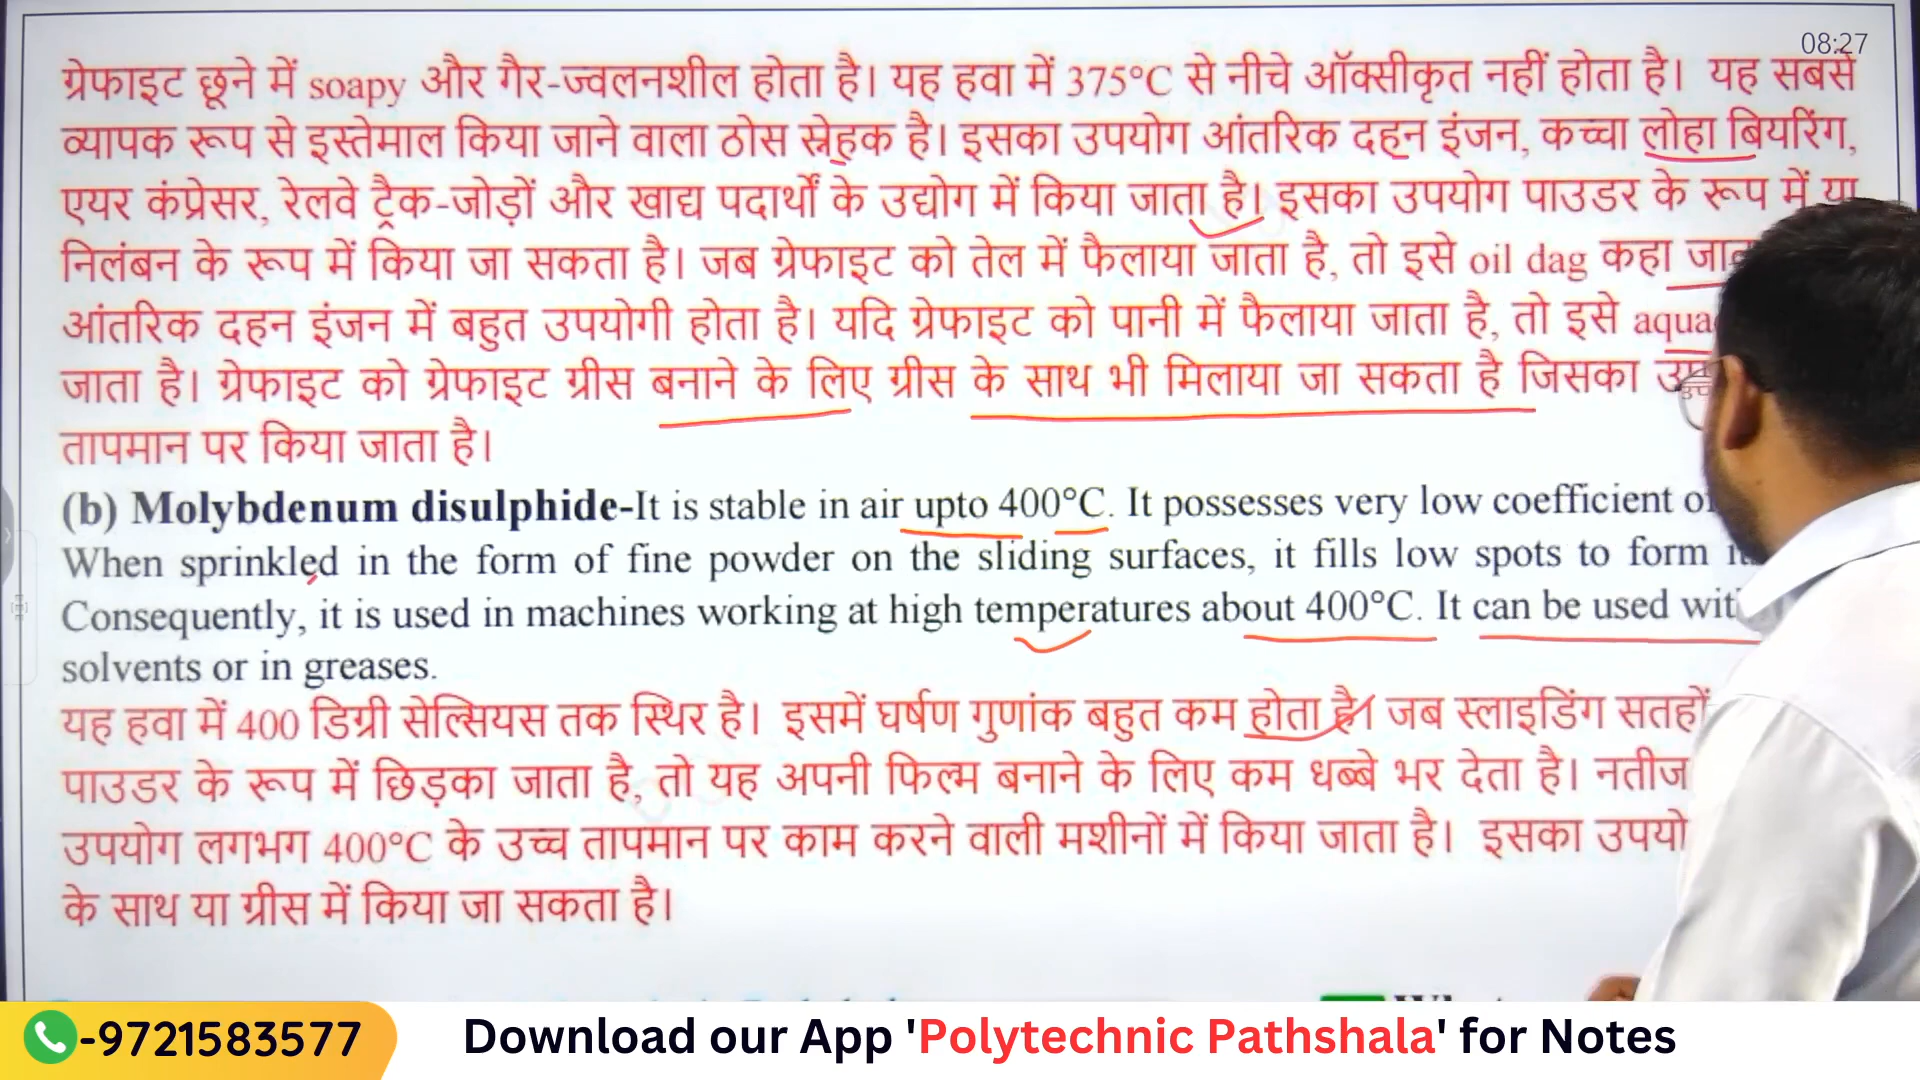 08:27
ग्रेफाइट छूने में soapy और गैर-ज्वलनशील होता है। यह हवा में 375°C से नीचे ऑक्सीकृत नहीं होता है। यह सबसे
व्यापक रूप से इस्तेमाल किया जाने वाला ठोस स्नेहक है। इसका उपयोग आंतरिक दहन इंजन, कच्चा लोहा बियरिंग,
एयर कंप्रेसर, रेलवे ट्रैक-जोड़ों और खाद्य पदार्थों के उद्योग में किया जाता है। इसका उपयोग पाउडर के रूप में या
निलंबन के रूप में किया जा सकता है। जब ग्रेफाइट को तेल में फैलाया जाता है, तो इसे oil dag कहा
आंतरिक दहन इंजन में बहुत उपयोगी होता है। यदि ग्रेफाइट को पानी में फैलाया जाता है, तो इसे
जाता है। ग्रेफाइट को ग्रेफाइट ग्रीस बनाने के लिए ग्रीस के साथ भी मिलाया जा सकता है जिसका
तापमान पर किया जाता है।
(b) Molybdenum disulphide-It is stable in air upto 400°C. It possesses very low coefficient
When sprinkled in the form of fine powder on the sliding surfaces, it fills low spots to form
Consequently, it is used in machines working at high temperatures about 400°C. It can be used
solvents or in greases.
यह हवा में 400 डिग्री सेल्सियस तक स्थिर है। इसमें घर्षण गुणांक बहुत कम होता है। जब स्लाइडिंग सतहों
पाउडर के रूप में छिड़का जाता है, तो यह अपनी फिल्म बनाने के लिए कम धब्बे भर देता है।
उपयोग लगभग 400°C के उच्च तापमान पर काम करने वाली मशीनों में किया जाता है। इसका
के साथ या ग्रीस में किया जा सकता है।
-9721583577
Download our App 'Polytechnic Pathshala' for Notes